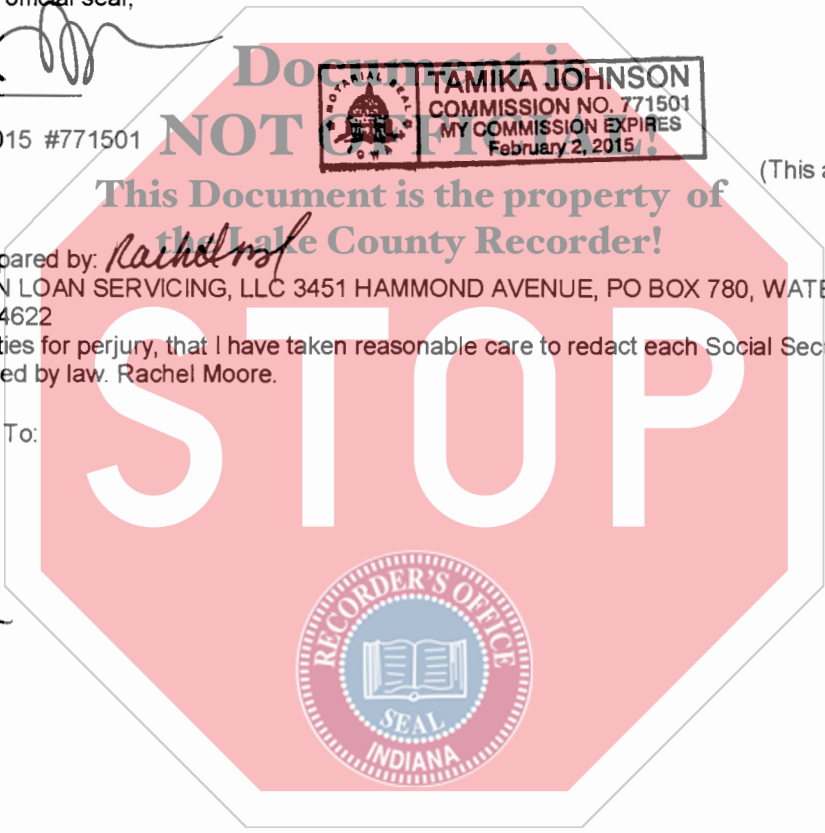 official seal,
Document is
TAMIKA JOHNSON
COMMISSION NO. 771501
MY COMMISSION EXPIRES
February 2, 2015
NOTARIAL SEAL
IOWA
015 #771501
NOT OFFICIAL!
(This a
This Document is the property of
the Lake County Recorder!
pared by:
N LOAN SERVICING, LLC 3451 HAMMOND AVENUE, PO BOX 780, WATE
4622
ties for perjury, that I have taken reasonable care to redact each Social Sec
ed by law. Rachel Moore.
To:
STOP
RECORDER'S OFFICE
SEAL
INDIANA